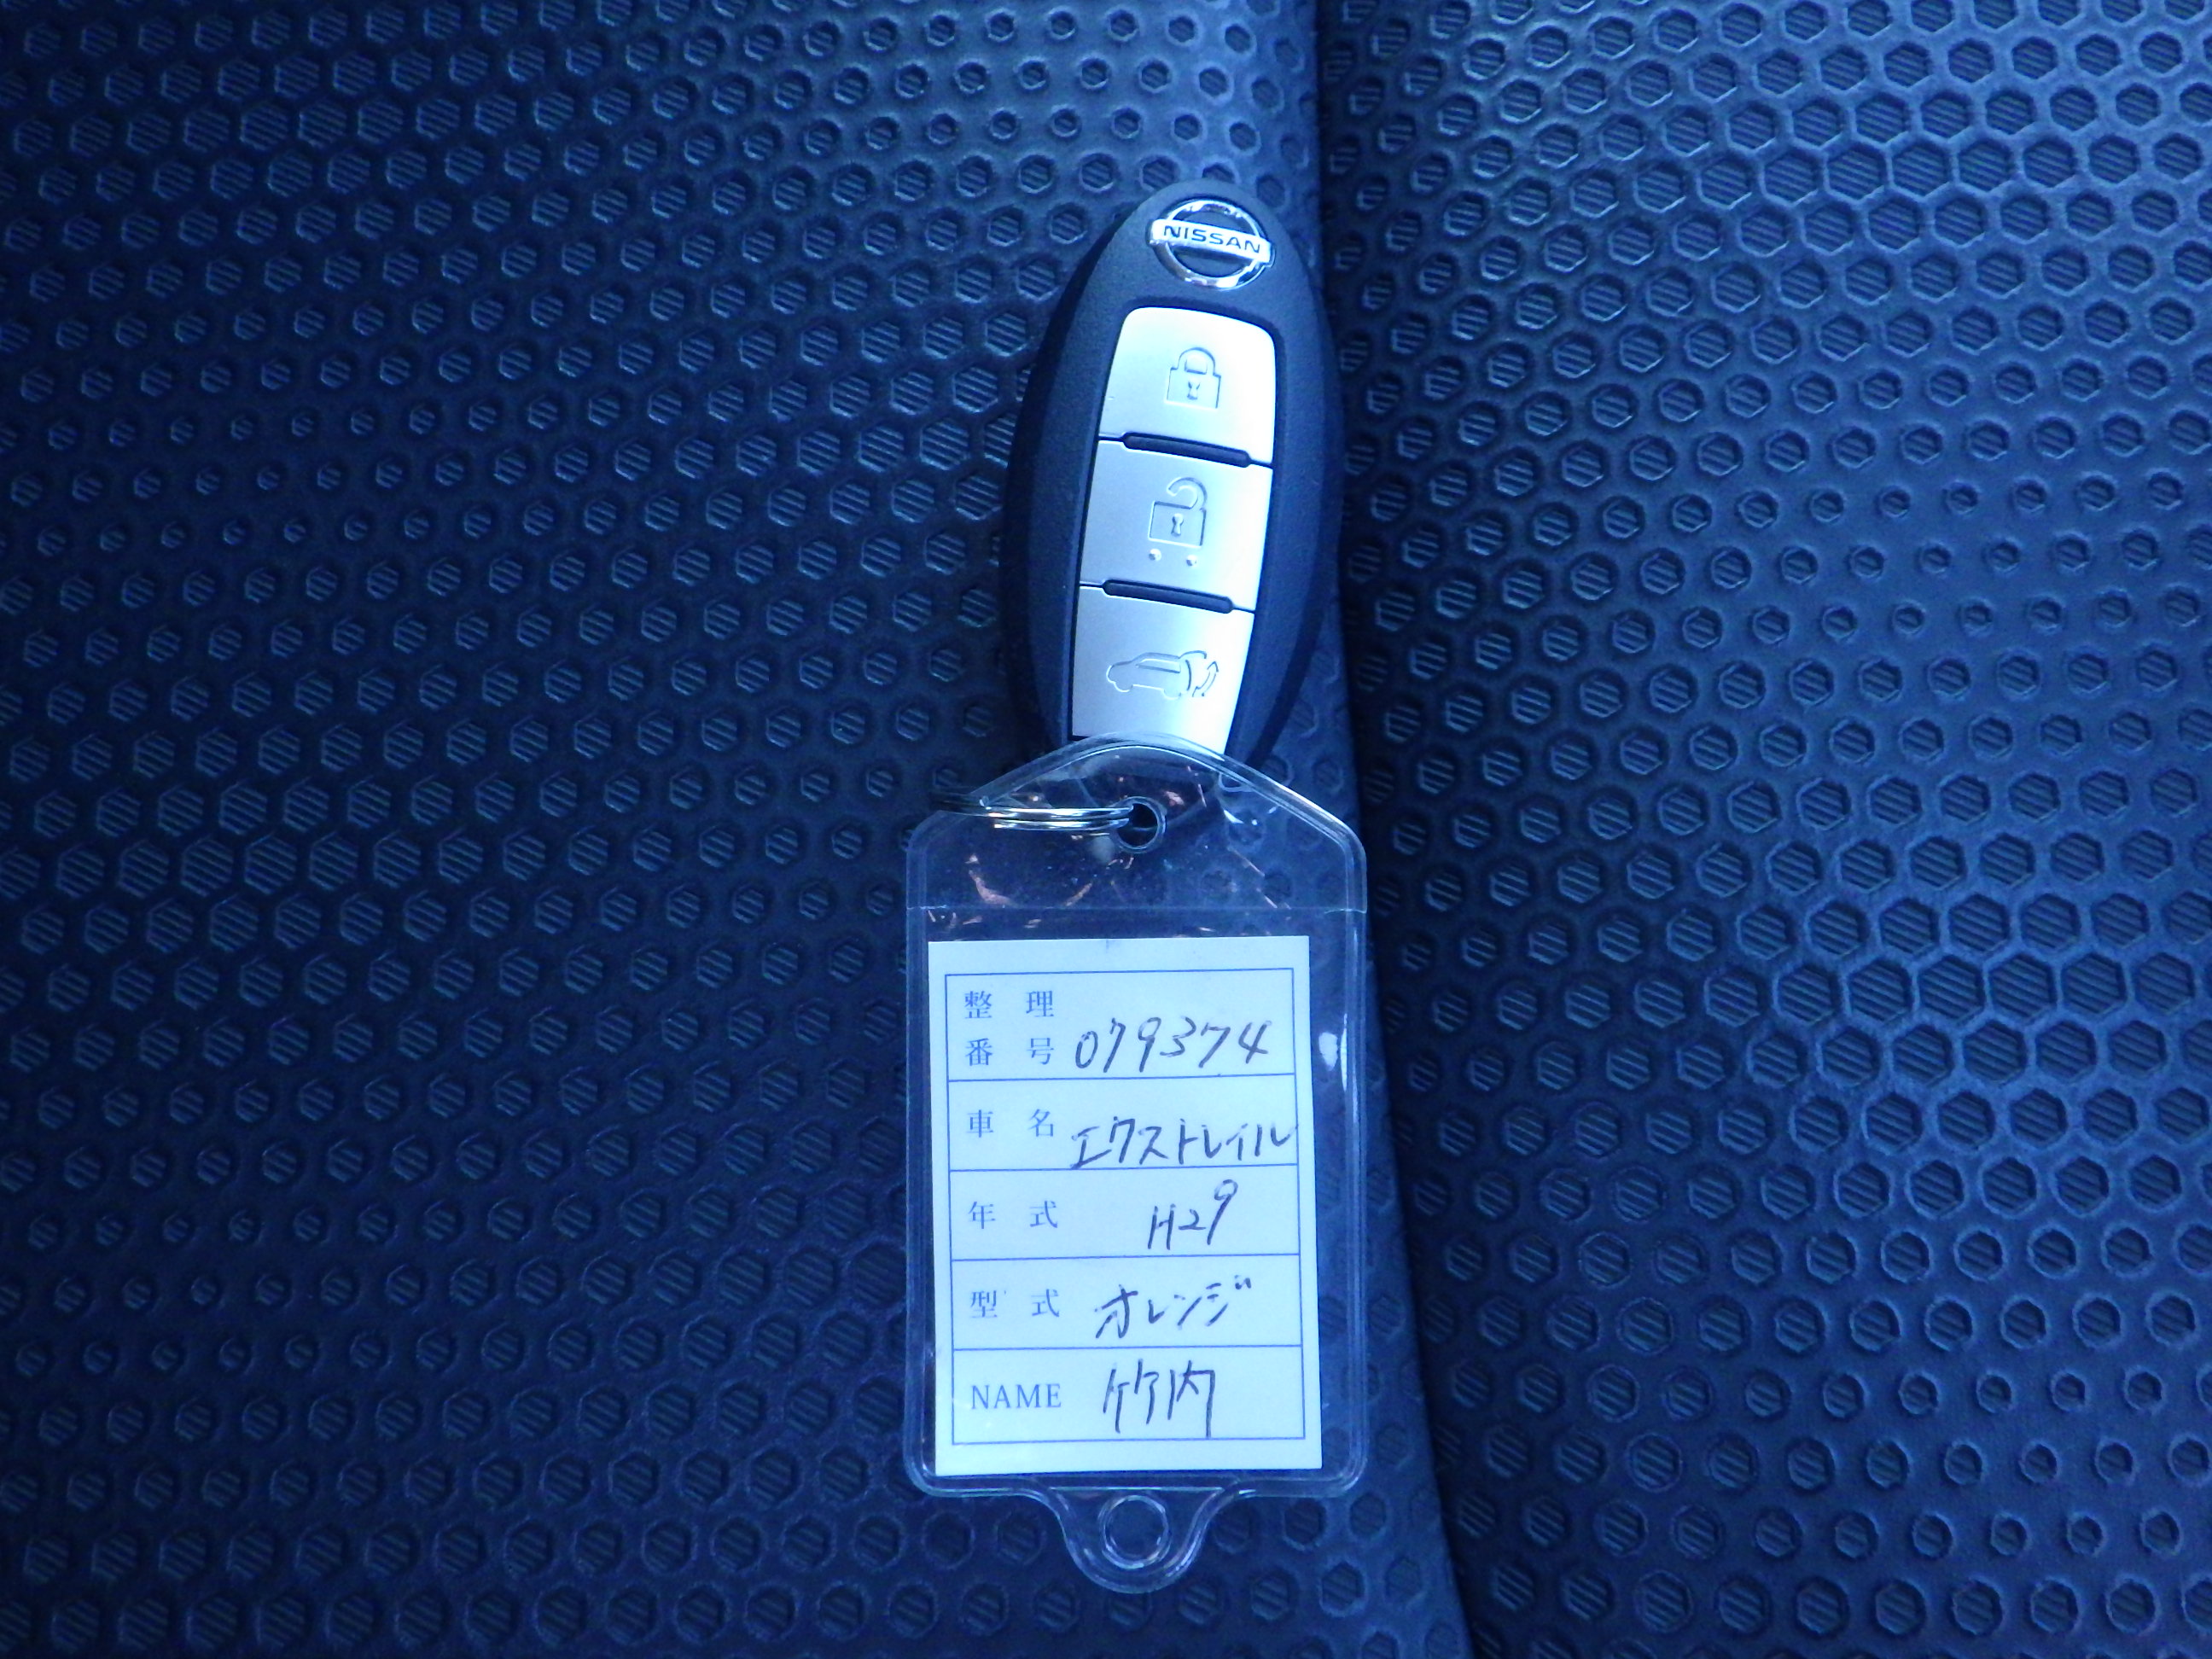 NISSAN
整理
番号 079374
車名 エクストレイル
年式 H29
型式 オレンジ
NAME 竹内